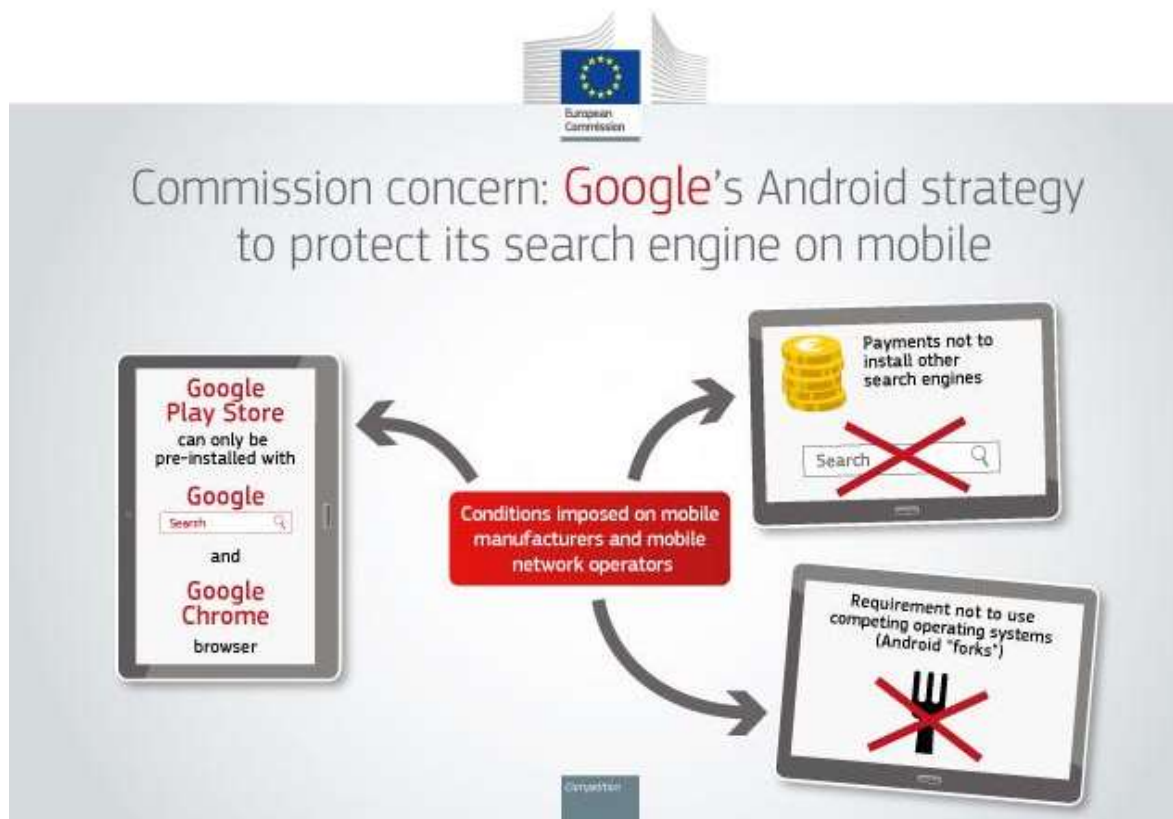 European
Commission
Commission concern: Google's Android strategy
to protect its search engine on mobile
Google
Play Store
can only be
pre-installed with
Google
Search
and
Google
Chrome
browser
Conditions imposed on mobile
manufacturers and mobile
network operators
Payments not to
install other
search engines
Search
Requirement not to use
competing operating systems
(Android "forks")
Competition